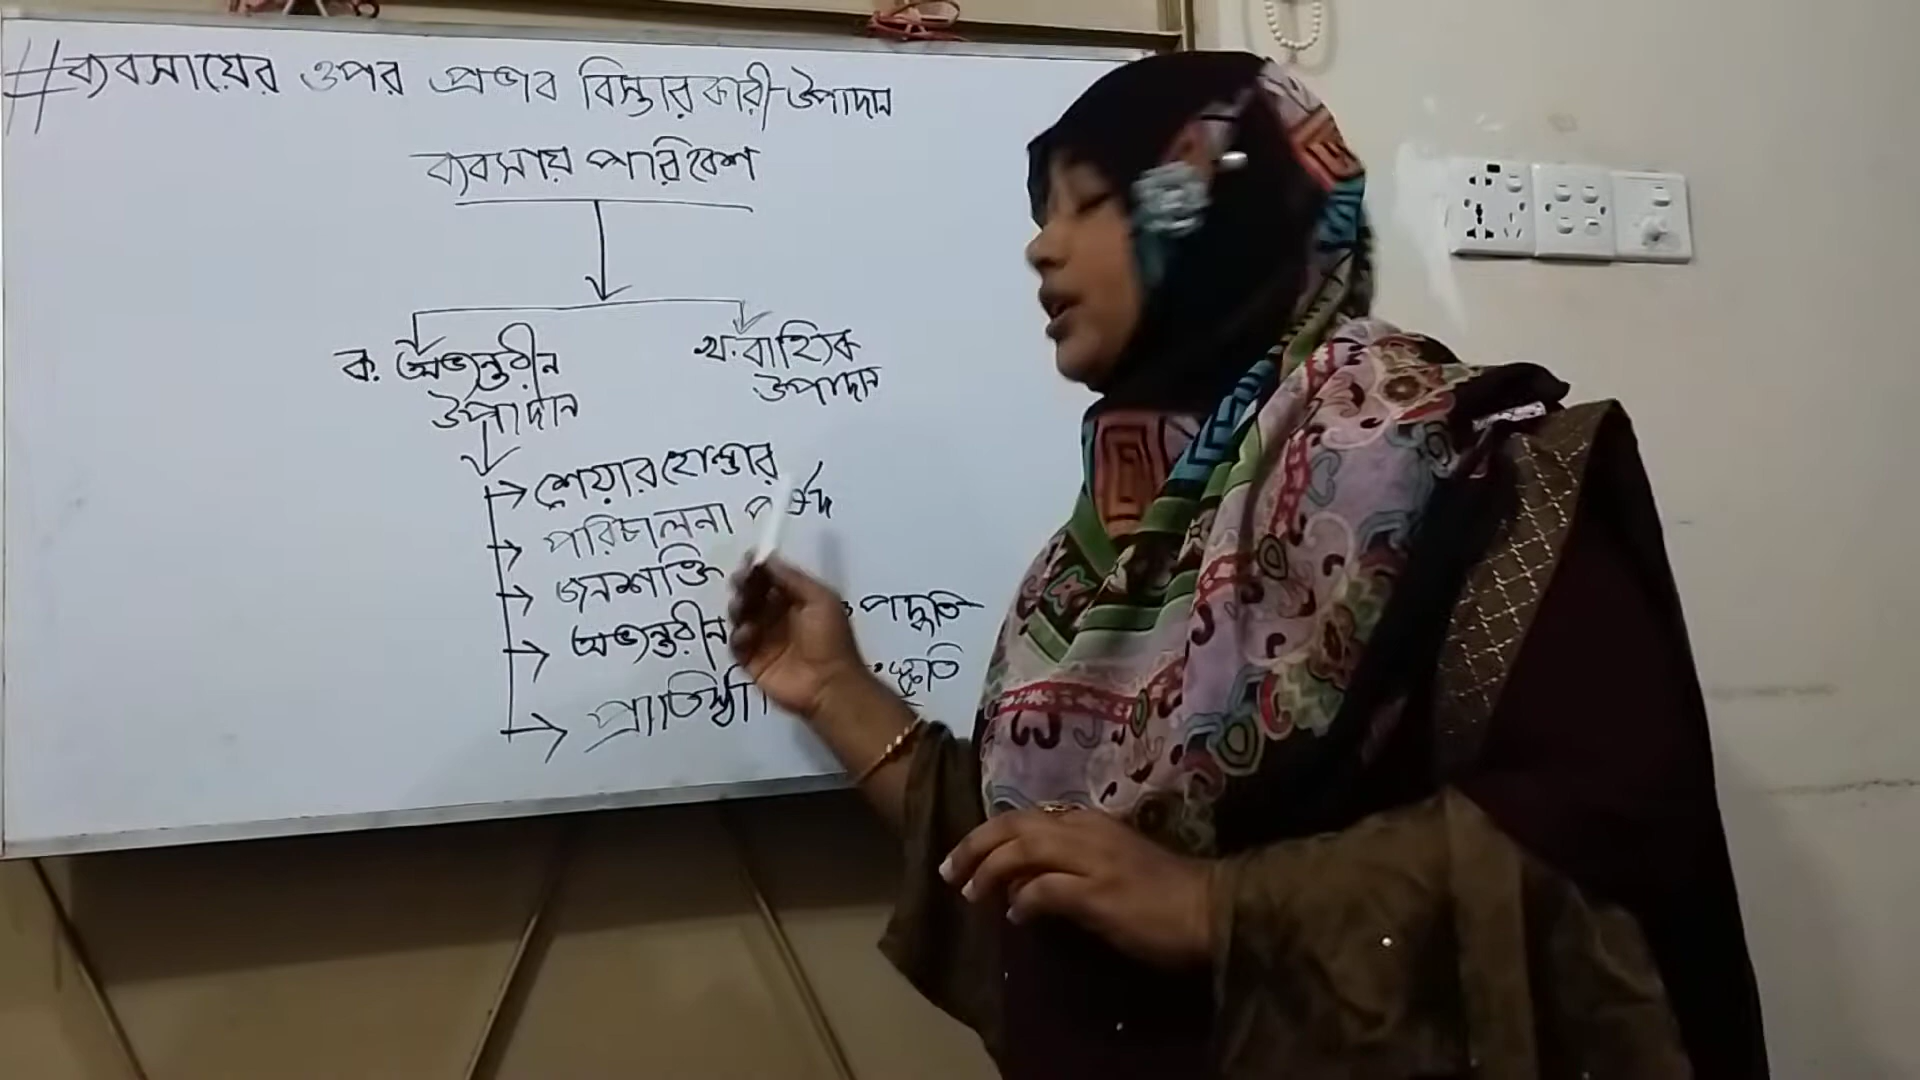 #ব্যবসায়ের ওপর প্রভাব বিস্তারকারী উপাদান
ব্যবসায় পরিবেশ
ক. অভ্যন্তরীন উপাদান
খ. বাহ্যিক উপাদান
→ শেয়ারহোল্ডার
→ পরিচালনা
→ জনশক্তি
→ অভ্যন্তরীন পদ্ধতি
→